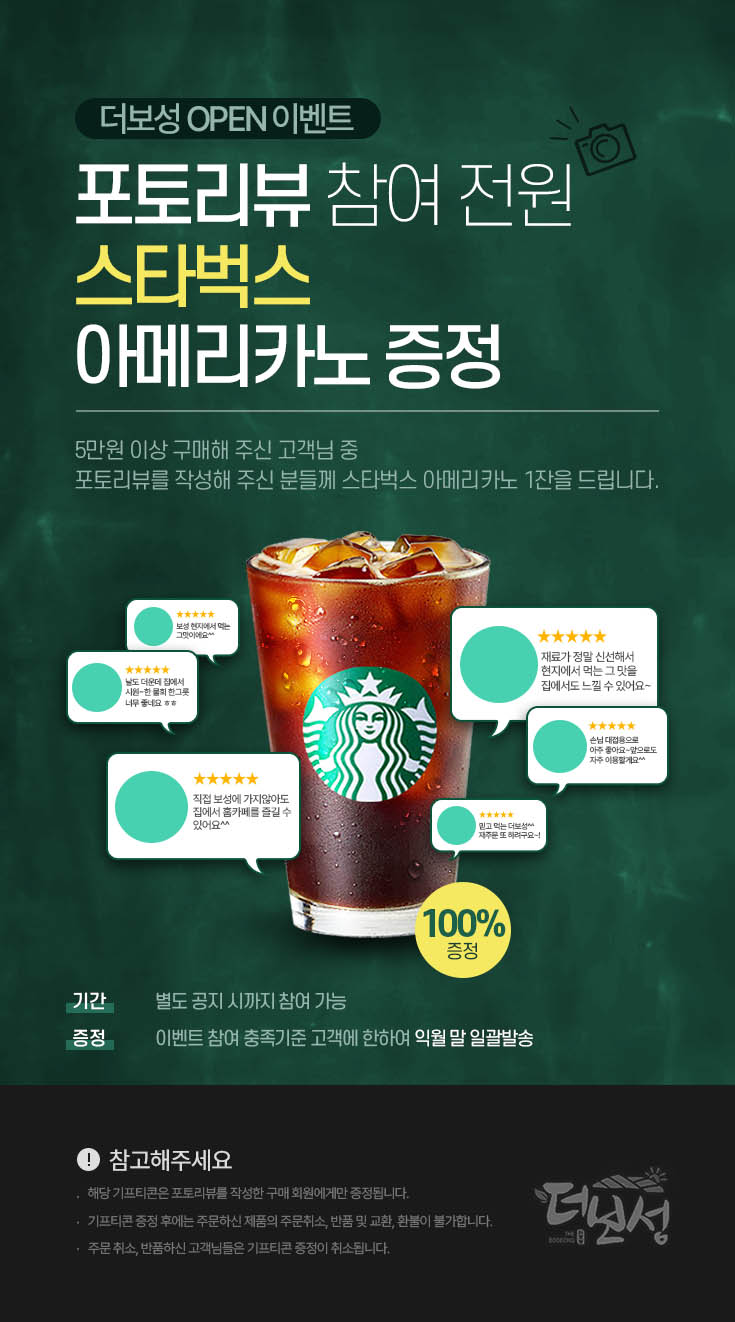 더보성 OPEN 이벤트
포토리뷰 참여 전원
스타벅스
아메리카노 증정
5만원 이상 구매해 주신 고객님 중
포토리뷰를 작성해 주신 분들께 스타벅스 아메리카노 1잔을 드립니다.
★★★★★
보성 현지에서 먹는
그맛이에요^^
★★★★★
날도 더운데 집에서
시원~한 물회 한그릇
너무 좋네요 ㅎㅎ
★★★★★
직접 보성에 가지않아도
집에서 홈카페를 즐길 수
있어요^^
★★★★★
재료가 정말 신선해서
현지에서 먹는 그 맛을
집에서도 느낄 수 있어요~
★★★★★
손님 대접용으로
아주 좋아요~앞으로도
자주 이용할게요^^
★★★★★
믿고 먹는 더보성^^
재주문 또 하려구요~!
100%
증정
기간 별도 공지 시까지 참여 가능
증정 이벤트 참여 충족기준 고객에 한하여 익월 말 일괄발송
! 참고해주세요
· 해당 기프티콘은 포토리뷰를 작성한 구매 회원에게만 증정됩니다.
· 기프티콘 증정 후에는 주문하신 제품의 주문취소, 반품 및 교환, 환불이 불가합니다.
· 주문 취소, 반품하신 고객님들은 기프티콘 증정이 취소됩니다.
더보성
THE
BOSEONG